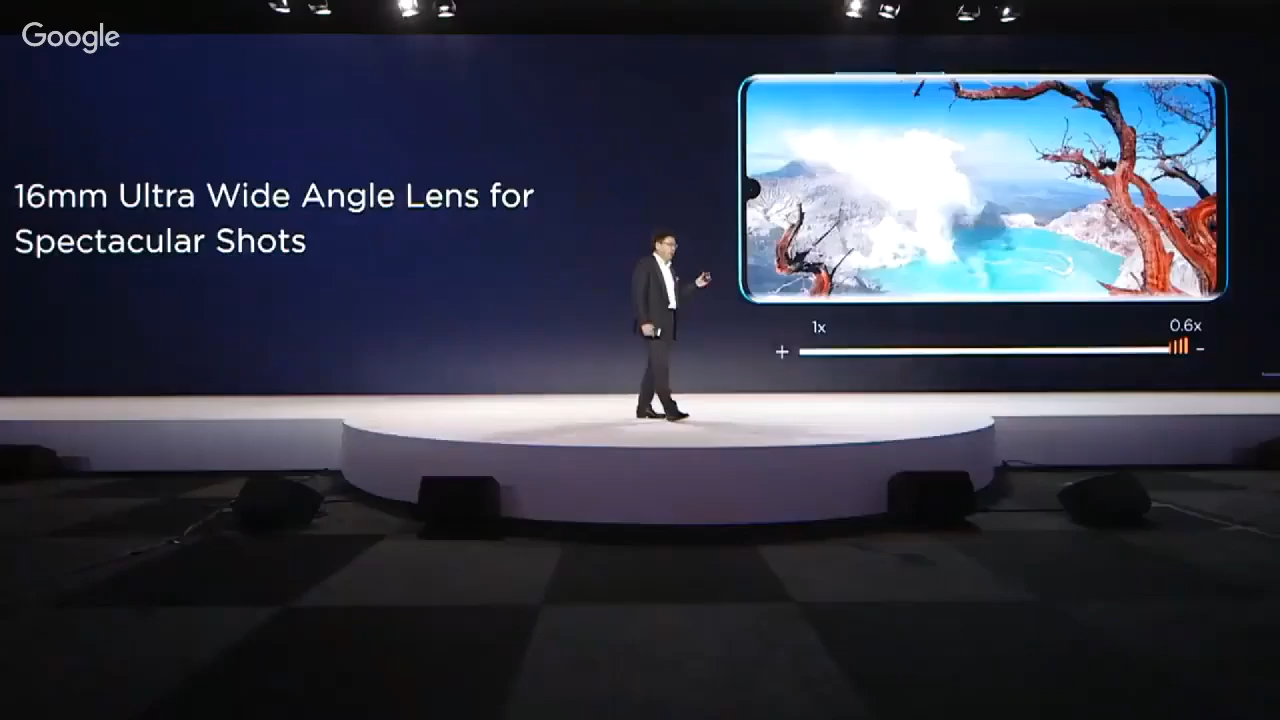 Google
16mm Ultra Wide Angle Lens for
Spectacular Shots
1x
0.6x
+
-